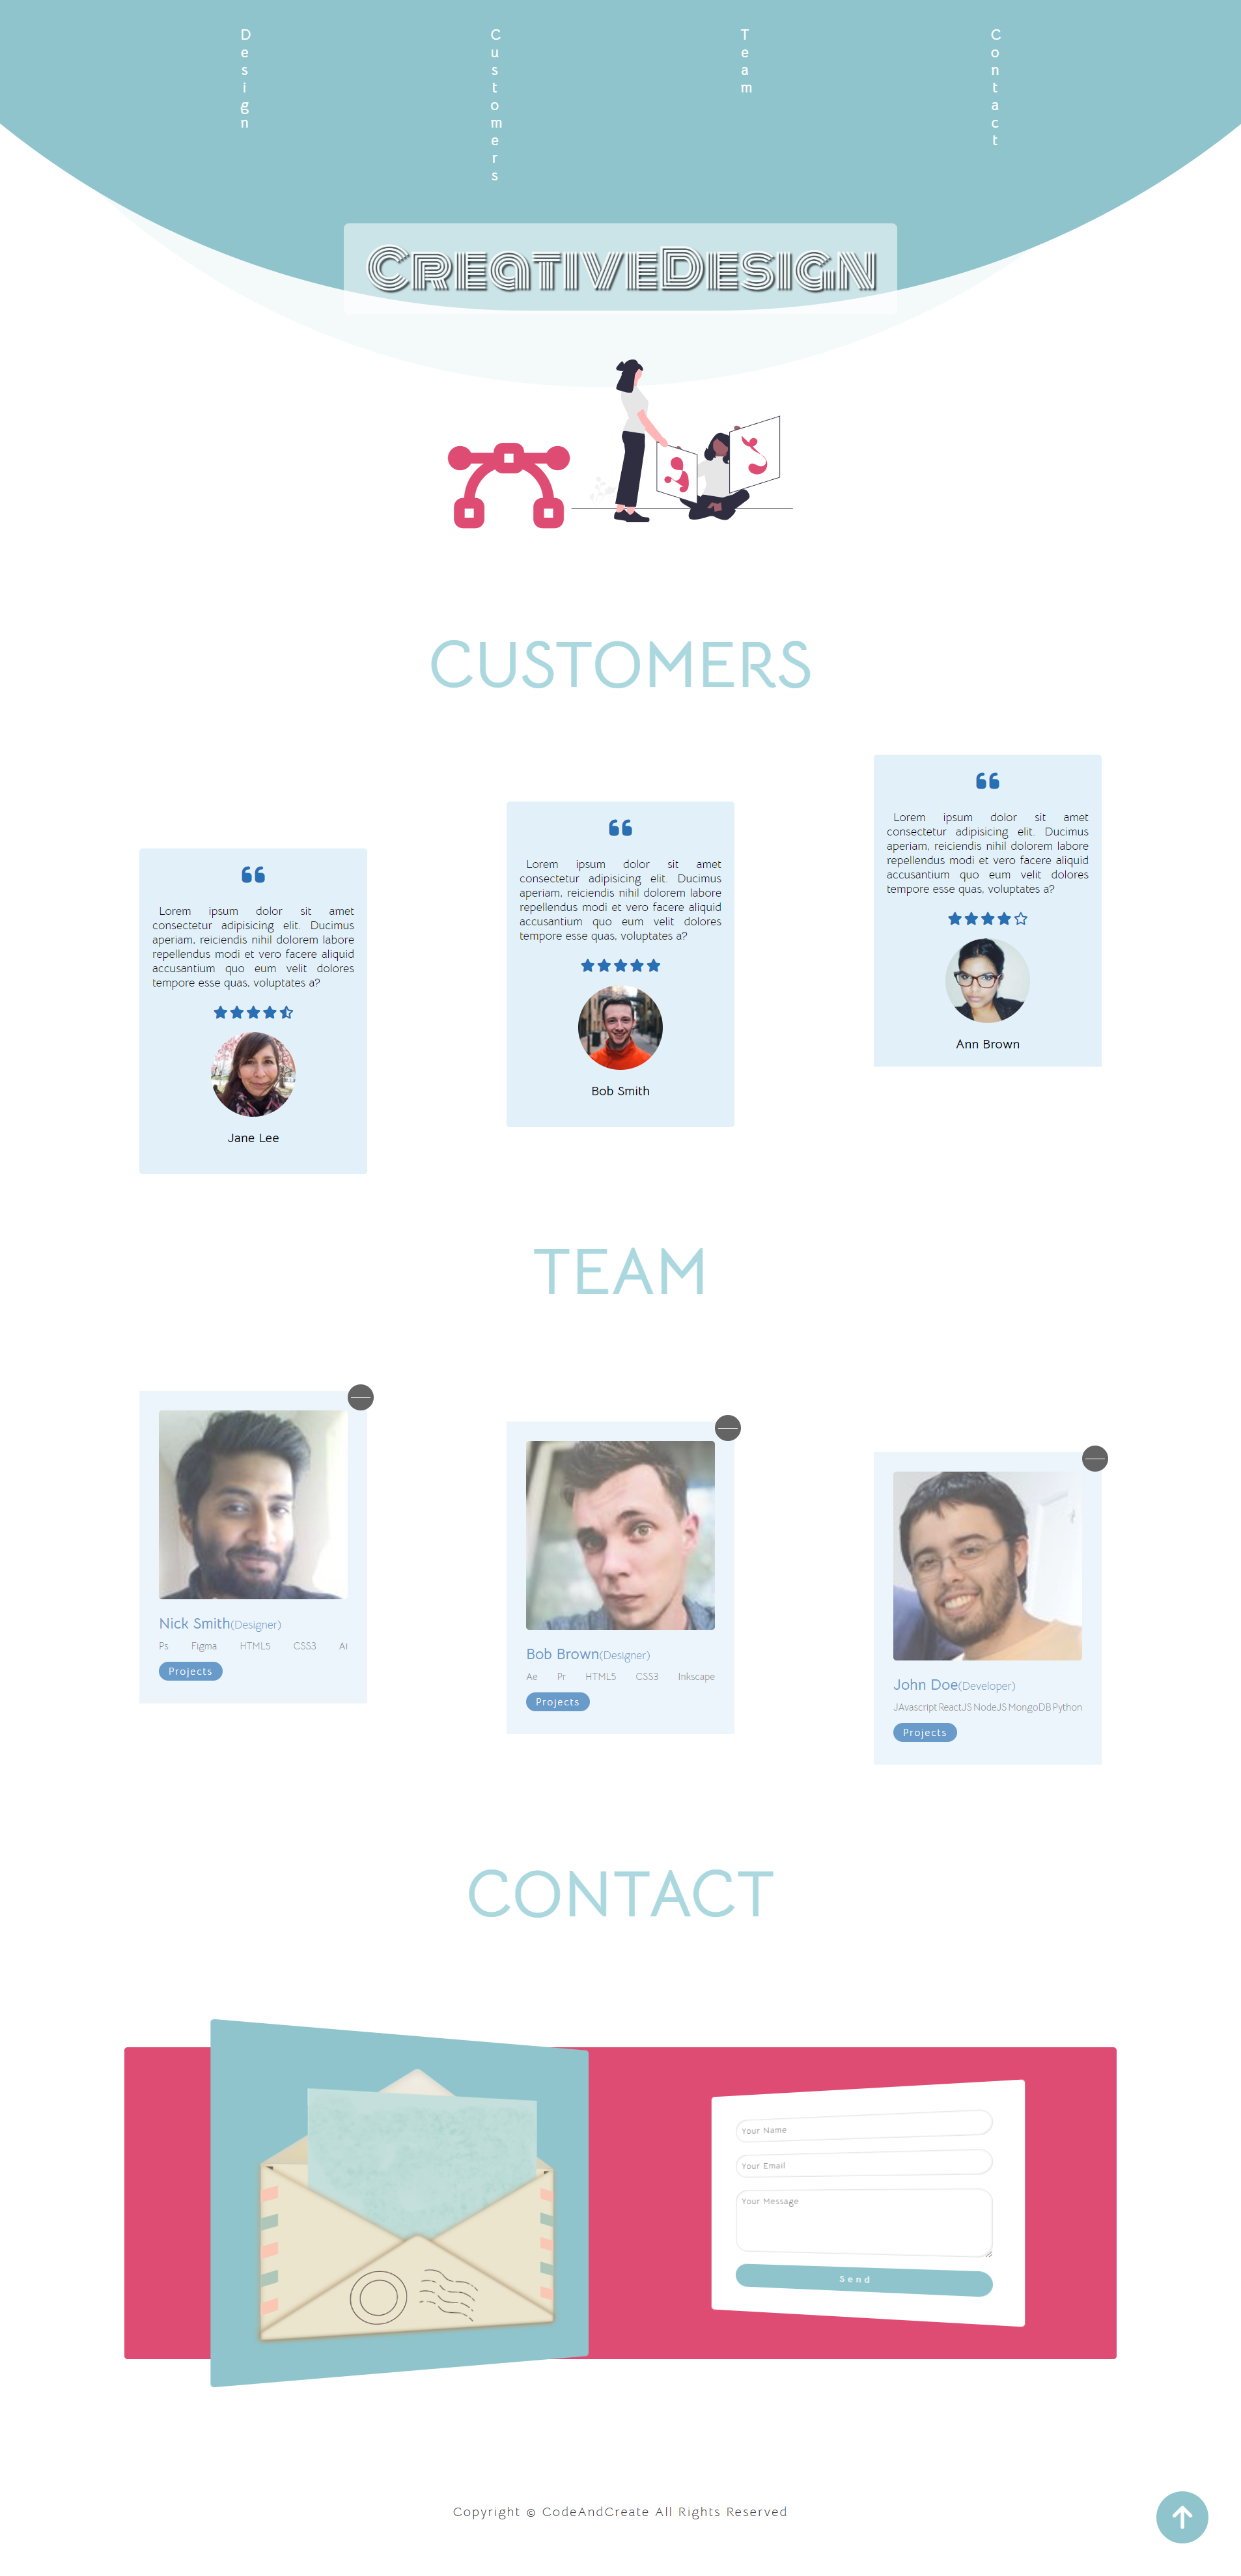 Design
Customers
Team
Contact
CreativeDesign
CUSTOMERS
Lorem ipsum dolor sit amet
consectetur adipisicing elit. Ducimus
aperiam, reiciendis nihil dolorem labore
repellendus modi et vero facere aliquid
accusantium quo eum velit dolores
tempore esse quas, voluptates a?
Jane Lee
Lorem ipsum dolor sit amet
consectetur adipisicing elit. Ducimus
aperiam, reiciendis nihil dolorem labore
repellendus modi et vero facere aliquid
accusantium quo eum velit dolores
tempore esse quas, voluptates a?
Bob Smith
Lorem ipsum dolor sit amet
consectetur adipisicing elit. Ducimus
aperiam, reiciendis nihil dolorem labore
repellendus modi et vero facere aliquid
accusantium quo eum velit dolores
tempore esse quas, voluptates a?
Ann Brown
TEAM
Nick Smith(Designer)
Ps Figma HTML5 CSS3 Ai
Projects
Bob Brown(Designer)
Ae Pr HTML5 CSS3 Inkscape
Projects
John Doe(Developer)
JAvascript ReactJS NodeJS MongoDB Python
Projects
CONTACT
Your Name
Your Email
Your Message
Send
Copyright © CodeAndCreate All Rights Reserved